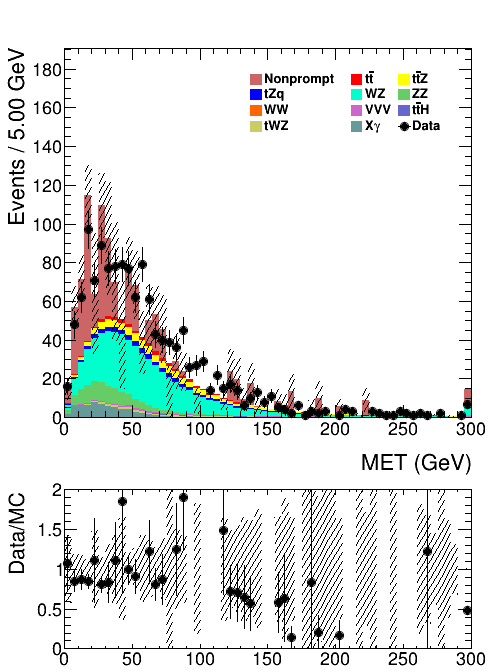 Events / 5.00 GeV
180
160
140
120
100
80
60
40
20
0
Nonprompt tt̄ tt̄Z
tZq WZ ZZ
WW VVV tt̄H
tWZ Xγ Data
0 50 100 150 200 250 300
MET (GeV)
Data/MC
2
1.5
1
0.5
0
0 50 100 150 200 250 300